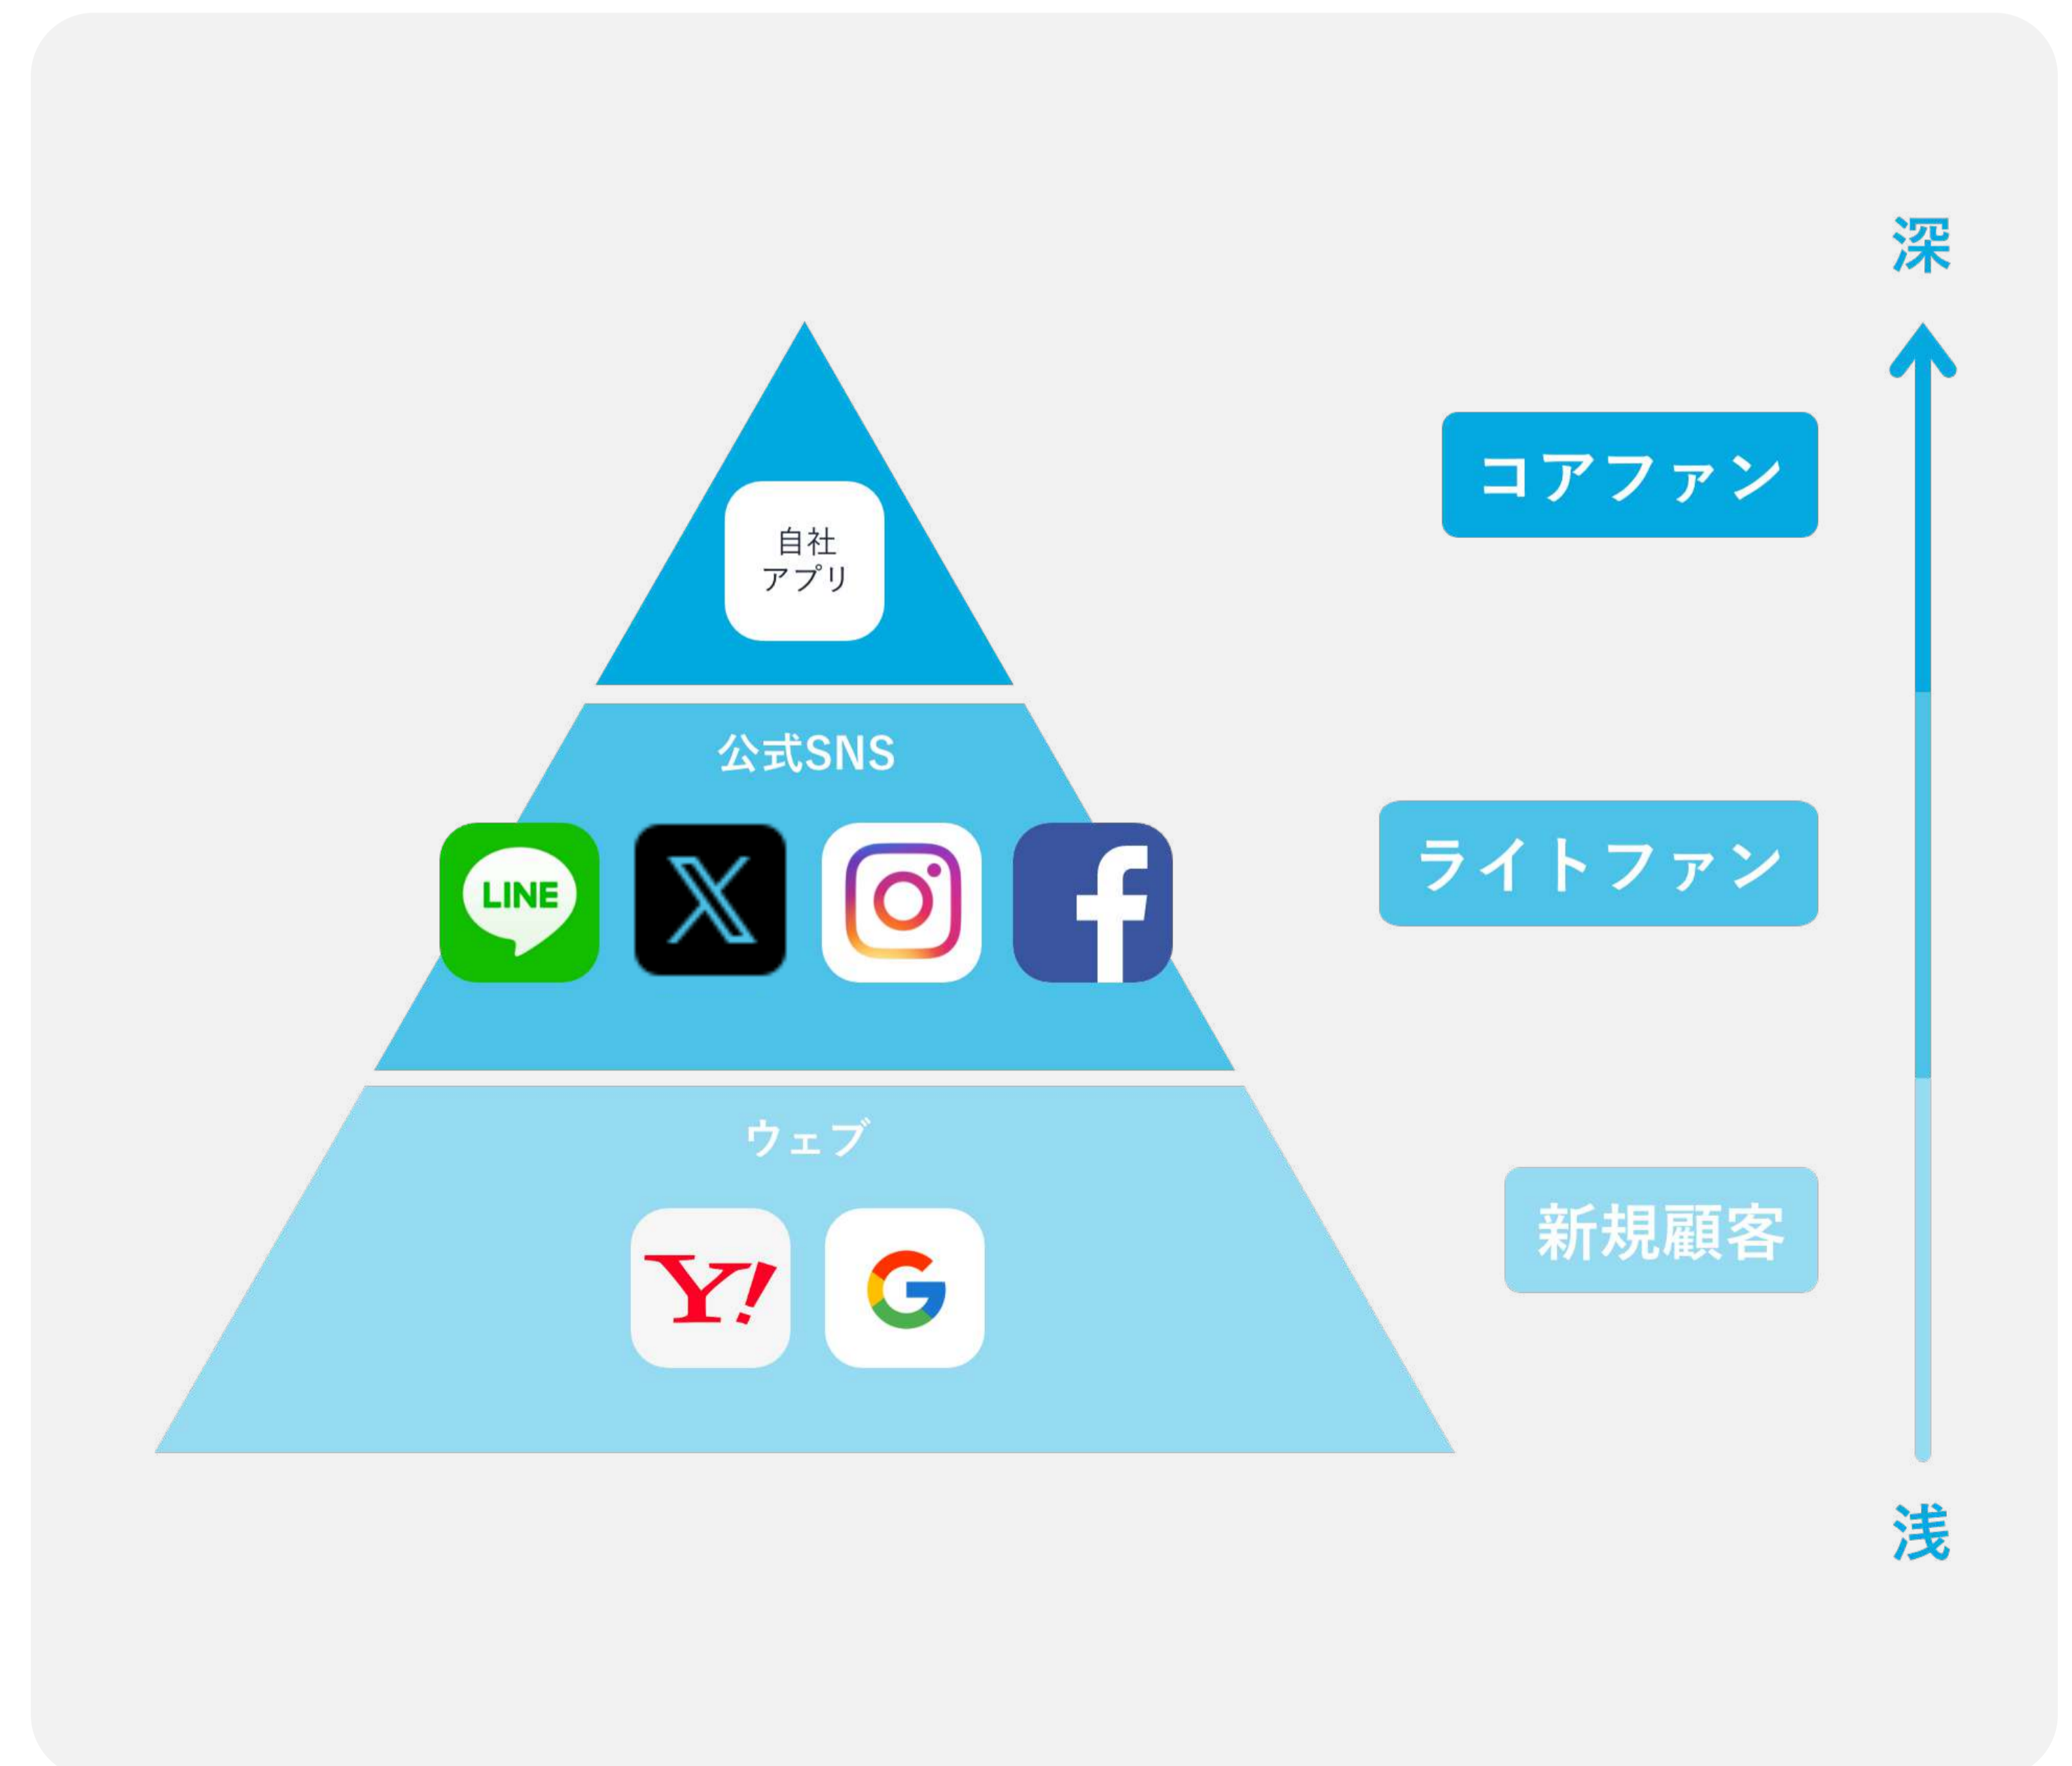 深
コアファン
自社
アプリ
公式SNS
LINE
X
f
ライトファン
ウェブ
Y!
G
新規顧客
浅